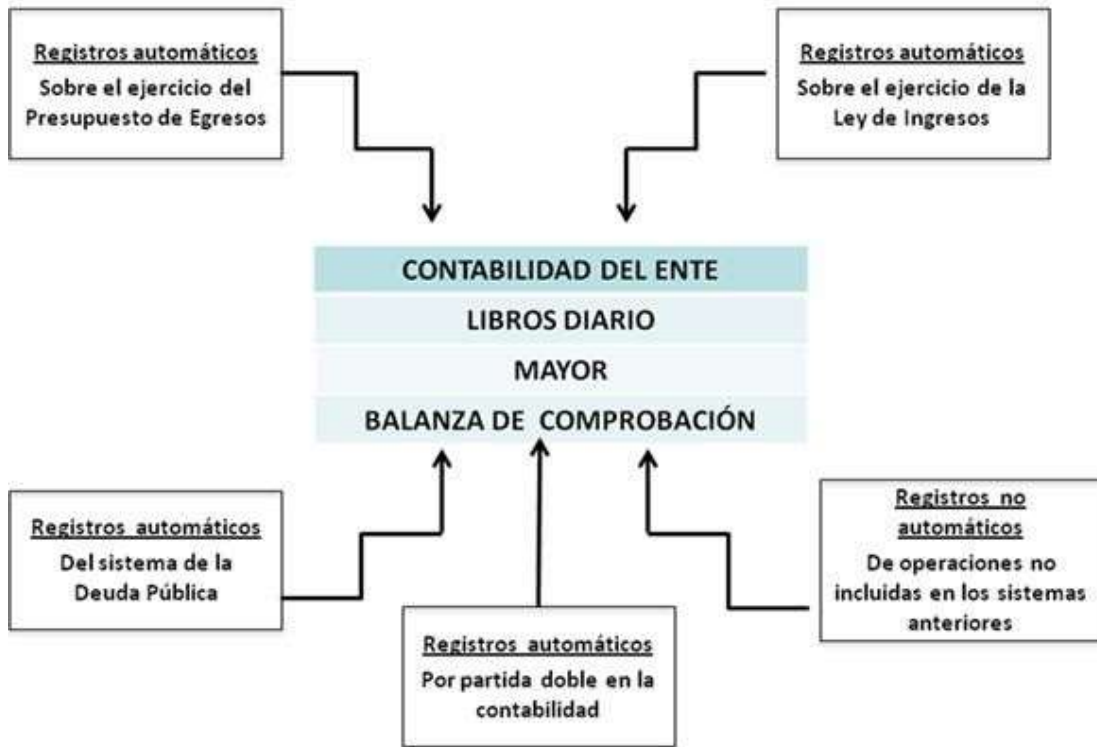 Registros automáticos
Sobre el ejercicio del
Presupuesto de Egresos
Registros automáticos
Sobre el ejercicio de la
Ley de Ingresos
CONTABILIDAD DEL ENTE
LIBROS DIARIO
MAYOR
BALANZA DE COMPROBACIÓN
Registros automáticos
Del sistema de la
Deuda Pública
Registros automáticos
Por partida doble en la
contabilidad
Registros no
automáticos
De operaciones no
incluidas en los sistemas
anteriores